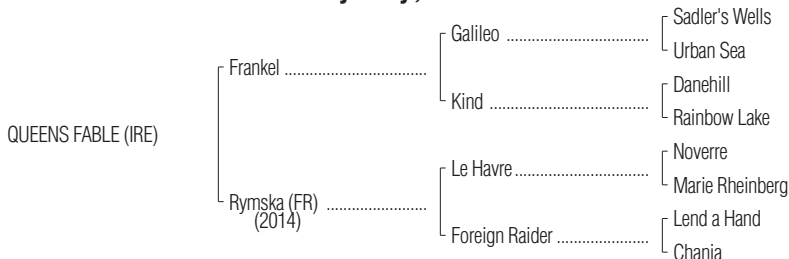 Sadler's Wells
Galileo
Urban Sea
Frankel
Danehill
Kind
Rainbow Lake
QUEENS FABLE (IRE)
Noverre
Le Havre
Marie Rheinberg
Rymska (FR)
(2014)
Lend a Hand
Foreign Raider
Chania